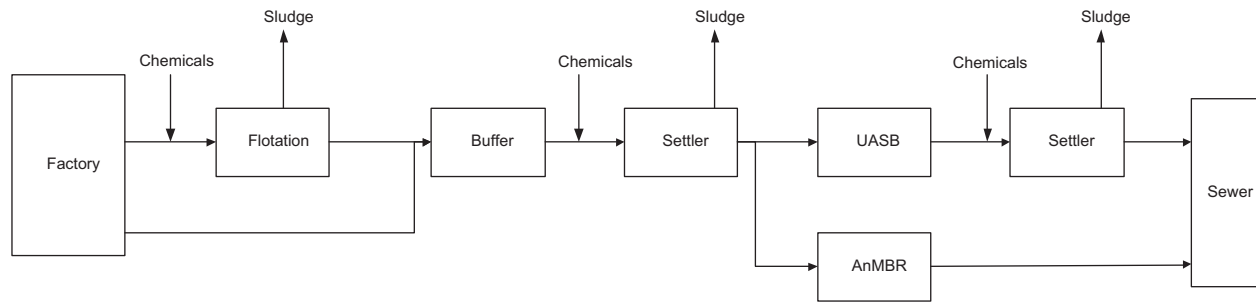 Sludge
Sludge
Sludge
Chemicals
Chemicals
Chemicals
Flotation
Buffer
Settler
UASB
Settler
Factory
Sewer
AnMBR